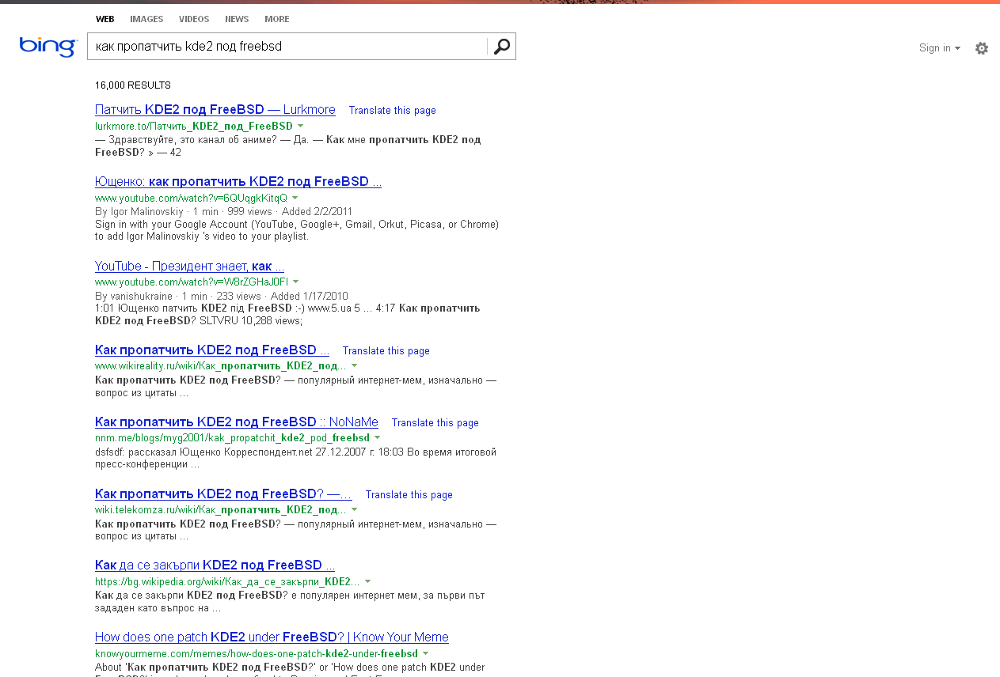 WEB IMAGES VIDEOS NEWS MORE
bing
как пропатчить kde2 под freebsd
Sign in
16,000 RESULTS
Патчить KDE2 под FreeBSD — Lurkmore Translate this page
lurkmore.to/Патчить_KDE2_под_FreeBSD
— Здравствуйте, это канал об аниме? — Да. — Как мне пропатчить KDE2 под
FreeBSD? » — 42
Ющенко: как пропатчить KDE2 под FreeBSD ...
www.youtube.com/watch?v=6QUqgkKitqQ
By Igor Malinovskiy · 1 min · 999 views · Added 2/2/2011
Sign in with your Google Account (YouTube, Google+, Gmail, Orkut, Picasa, or Chrome)
to add Igor Malinovskiy 's video to your playlist.
YouTube - Президент знает, как ...
www.youtube.com/watch?v=W8rZGHaJ0FI
By vanishukraine · 1 min · 233 views · Added 1/17/2010
1:01 Ющенко патчить KDE2 під FreeBSD :-) www.5.ua 5 ... 4:17 Как пропатчить
KDE2 под FreeBSD? SLTVRU 10,288 views;
Как пропатчить KDE2 под FreeBSD ... Translate this page
www.wikireality.ru/wiki/Как_пропатчить_KDE2_под...
Как пропатчить KDE2 под FreeBSD? — популярный интернет-мем, изначально —
вопрос из цитаты ...
Как пропатчить KDE2 под FreeBSD :: NoNaMe Translate this page
nnm.me/blogs/myg2001/kak_propatchit_kde2_pod_freebsd
dsfsdf: рассказал Ющенко Корреспондент.net 27.12.2007 г. 18:03 Во время итоговой
пресс-конференции ...
Как пропатчить KDE2 под FreeBSD? —... Translate this page
wiki.telekomza.ru/wiki/Как_пропатчить_KDE2_под...
Как пропатчить KDE2 под FreeBSD? — популярный интернет-мем, изначально —
вопрос из цитаты ...
Как да се закърпи KDE2 под FreeBSD ...
https://bg.wikipedia.org/wiki/Как_да_се_закърпи_KDE2...
Как да се закърпи KDE2 под FreeBSD? е популярен интернет мем, за първи път
зададен като въпрос на ...
How does one patch KDE2 under FreeBSD? | Know Your Meme
knowyourmeme.com/memes/how-does-one-patch-kde2-under-freebsd
About 'Как пропатчить KDE2 под FreeBSD?' or 'How does one patch KDE2 under